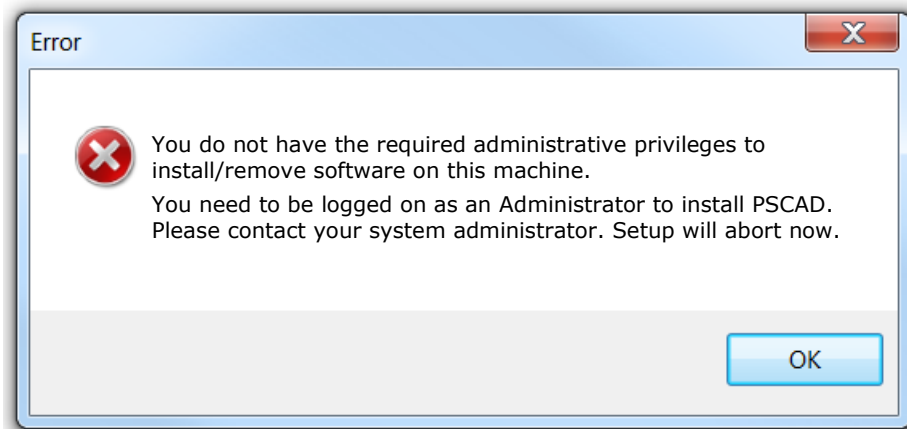 Error
You do not have the required administrative privileges to
install/remove software on this machine.
You need to be logged on as an Administrator to install PSCAD.
Please contact your system administrator. Setup will abort now.
OK